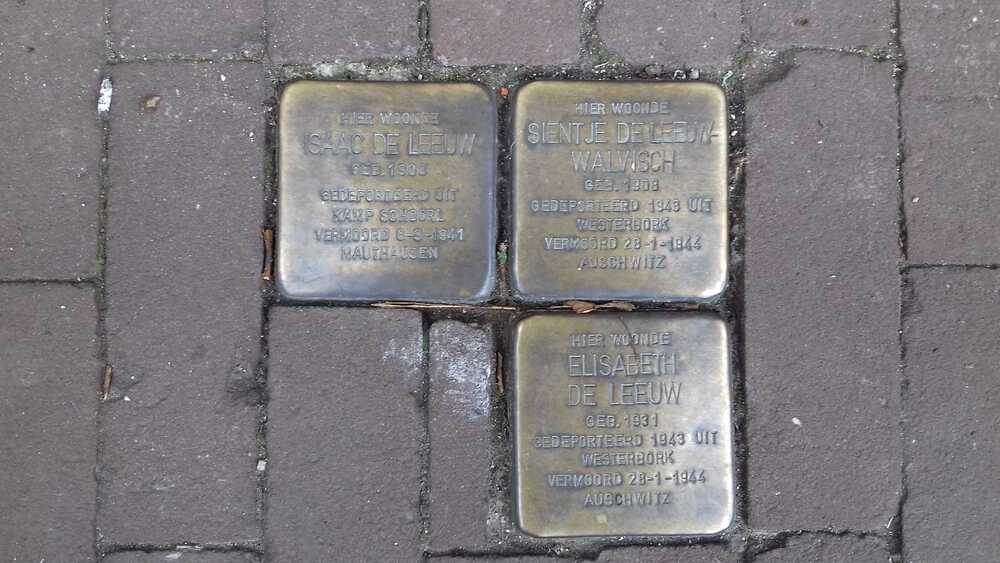 HIER WOONDE
ISAAC DE LEEUW
GEB. 1908
GEDEPORTEERD UIT
KAMP SCHOORL
VERMOORD 8-8-1941
MAUTHAUSEN
HIER WOONDE
SIENTJE DE LEEUW-
WALVISCH
GEB. 1908
GEDEPORTEERD 1943 UIT
WESTERBORK
VERMOORD 28-1-1944
AUSCHWITZ
HIER WOONDE
ELISABETH
DE LEEUW
GEB. 1931
GEDEPORTEERD 1943 UIT
WESTERBORK
VERMOORD 28-1-1944
AUSCHWITZ